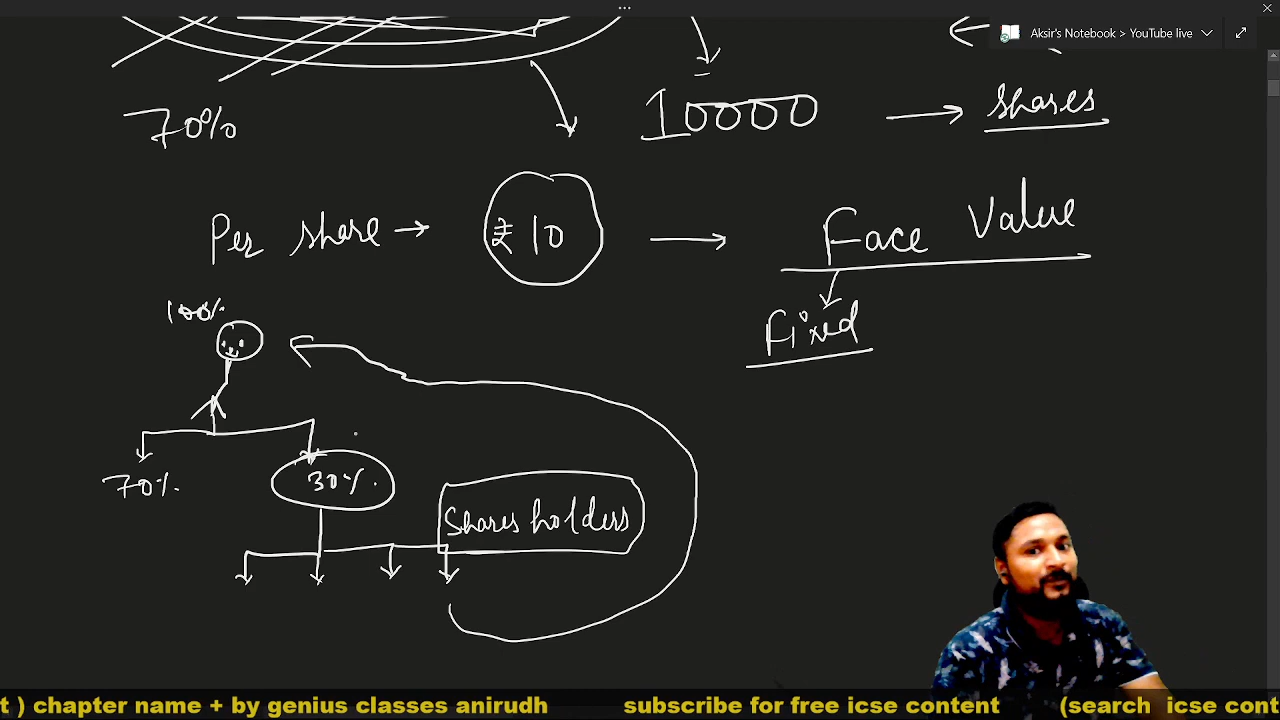 Aksir's Notebook > YouTube live
70%
10000 → shares
Per share → ₹ 10 → Face Value
Fixed
100%
70%.
30%.
Shares holders
t ) chapter name + by genius classes anirudh subscribe for free icse content (search icse cont